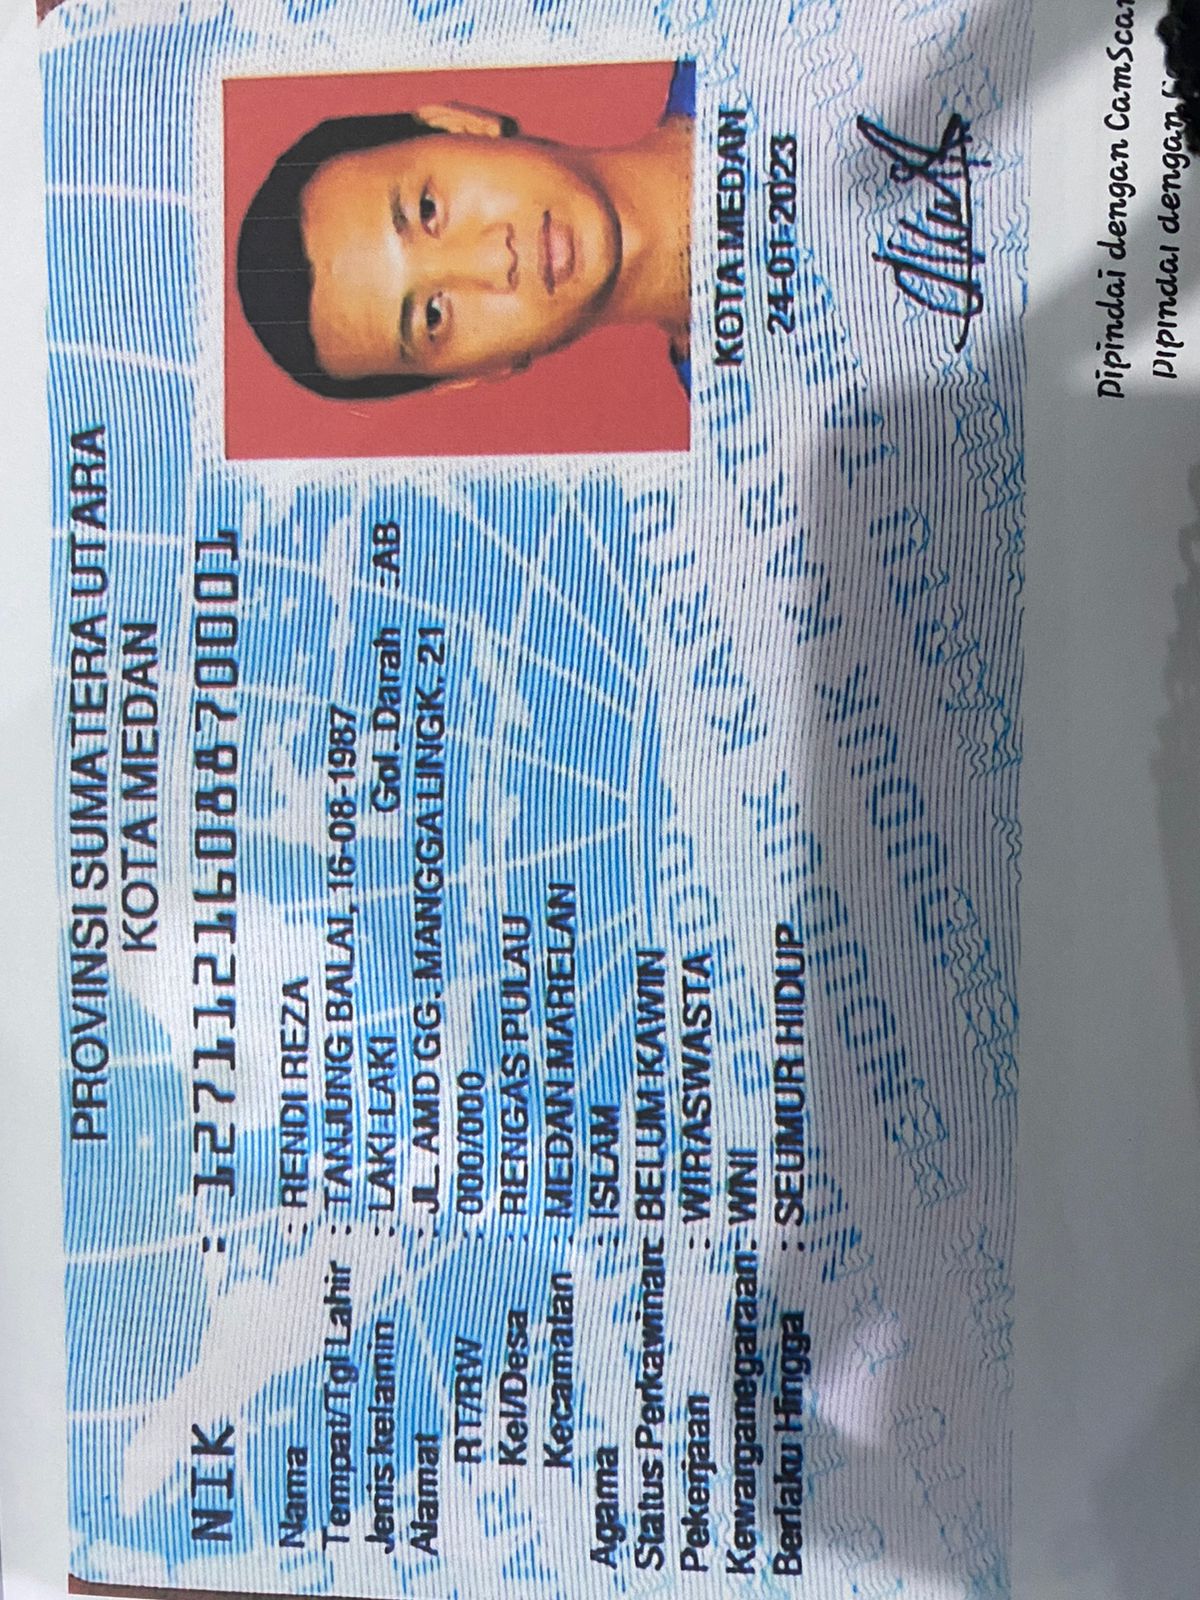 PROVINSI SUMATERA UTARA
KOTA MEDAN
NIK : 1271121608870001
Nama : RENDI REZA
Tempat/Tgl Lahir : TANJUNG BALAI, 16-08-1987
Jenis kelamin : LAKI-LAKI Gol. Darah :AB
Alamat : JL. AMD GG. MANGGA LINGK. 21
RT/RW : 000/000
Kel/Desa : RENGAS PULAU
Kecamatan : MEDAN MARELAN
Agama : ISLAM
Status Perkawinan: BELUM KAWIN
Pekerjaan : WIRASWASTA
Kewarganegaraan: WNI
Berlaku Hingga : SEUMUR HIDUP
KOTA MEDAN
24-01-2023
Dipindai dengan CamScan
Dipindai dengan